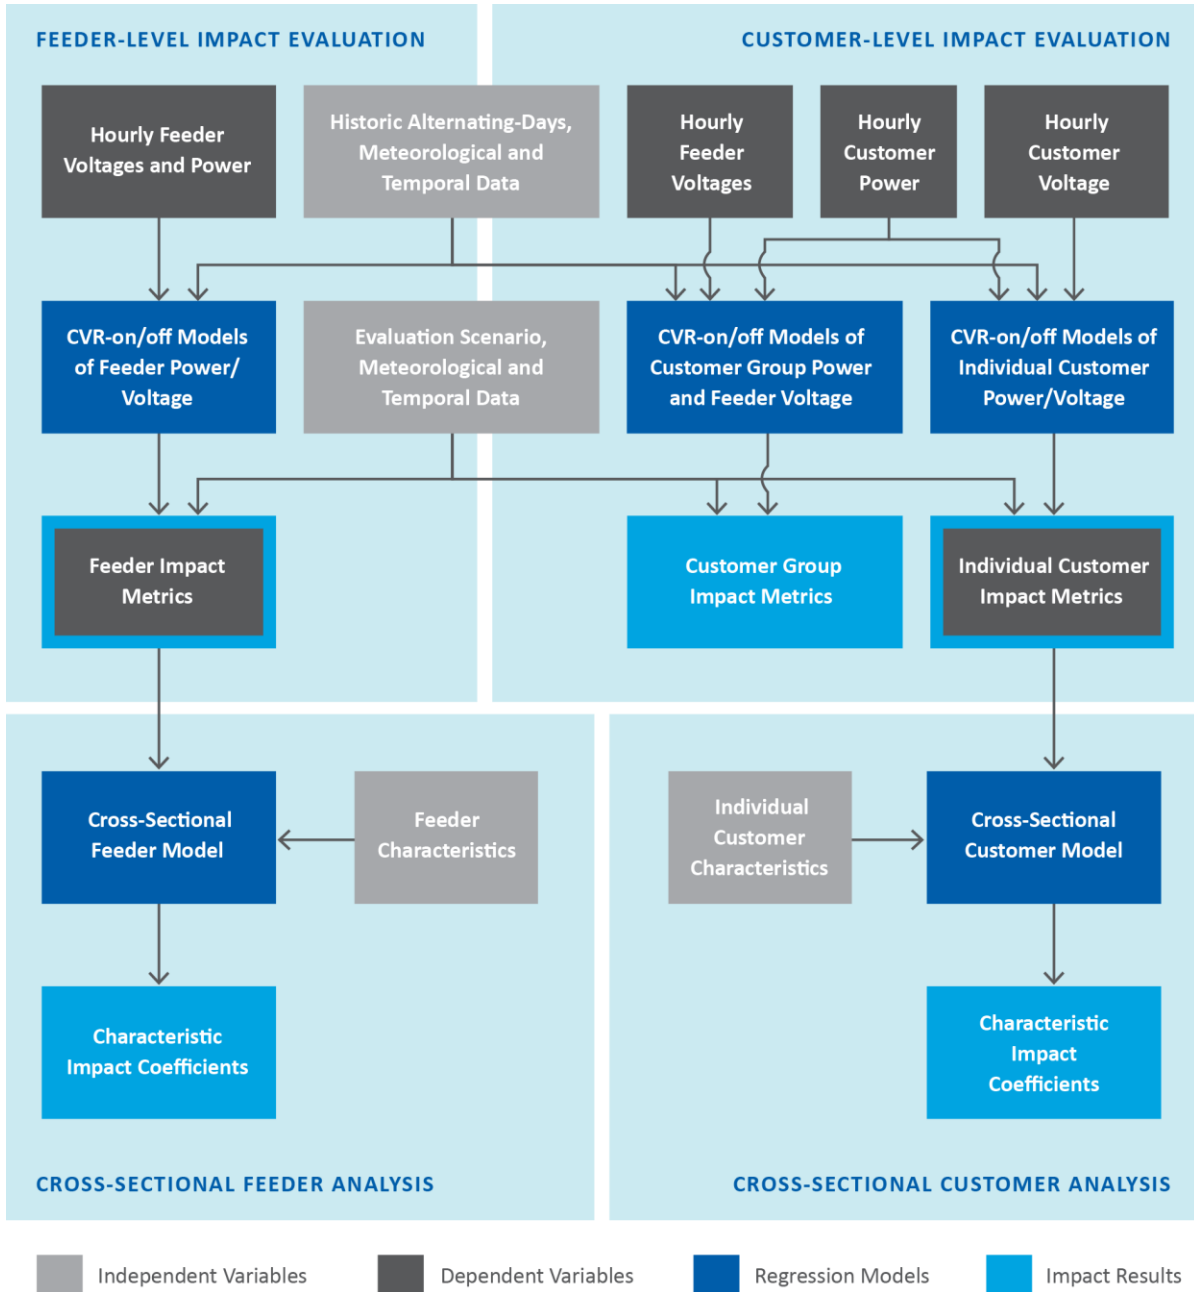 FEEDER-LEVEL IMPACT EVALUATION
CUSTOMER-LEVEL IMPACT EVALUATION
Hourly Feeder
Voltages and Power
Historic Alternating-Days,
Meteorological and
Temporal Data
Hourly
Feeder
Voltages
Hourly
Customer
Power
Hourly
Customer
Voltage
CVR-on/off Models
of Feeder Power/
Voltage
Evaluation Scenario,
Meteorological and
Temporal Data
CVR-on/off Models of
Customer Group Power
and Feeder Voltage
CVR-on/off Models of
Individual Customer
Power/Voltage
Feeder Impact
Metrics
Customer Group
Impact Metrics
Individual Customer
Impact Metrics
Cross-Sectional
Feeder Model
Feeder
Characteristics
Individual
Customer
Characteristics
Cross-Sectional
Customer Model
Characteristic
Impact Coefficients
Characteristic
Impact
Coefficients
CROSS-SECTIONAL FEEDER ANALYSIS
CROSS-SECTIONAL CUSTOMER ANALYSIS
Independent Variables
Dependent Variables
Regression Models
Impact Results